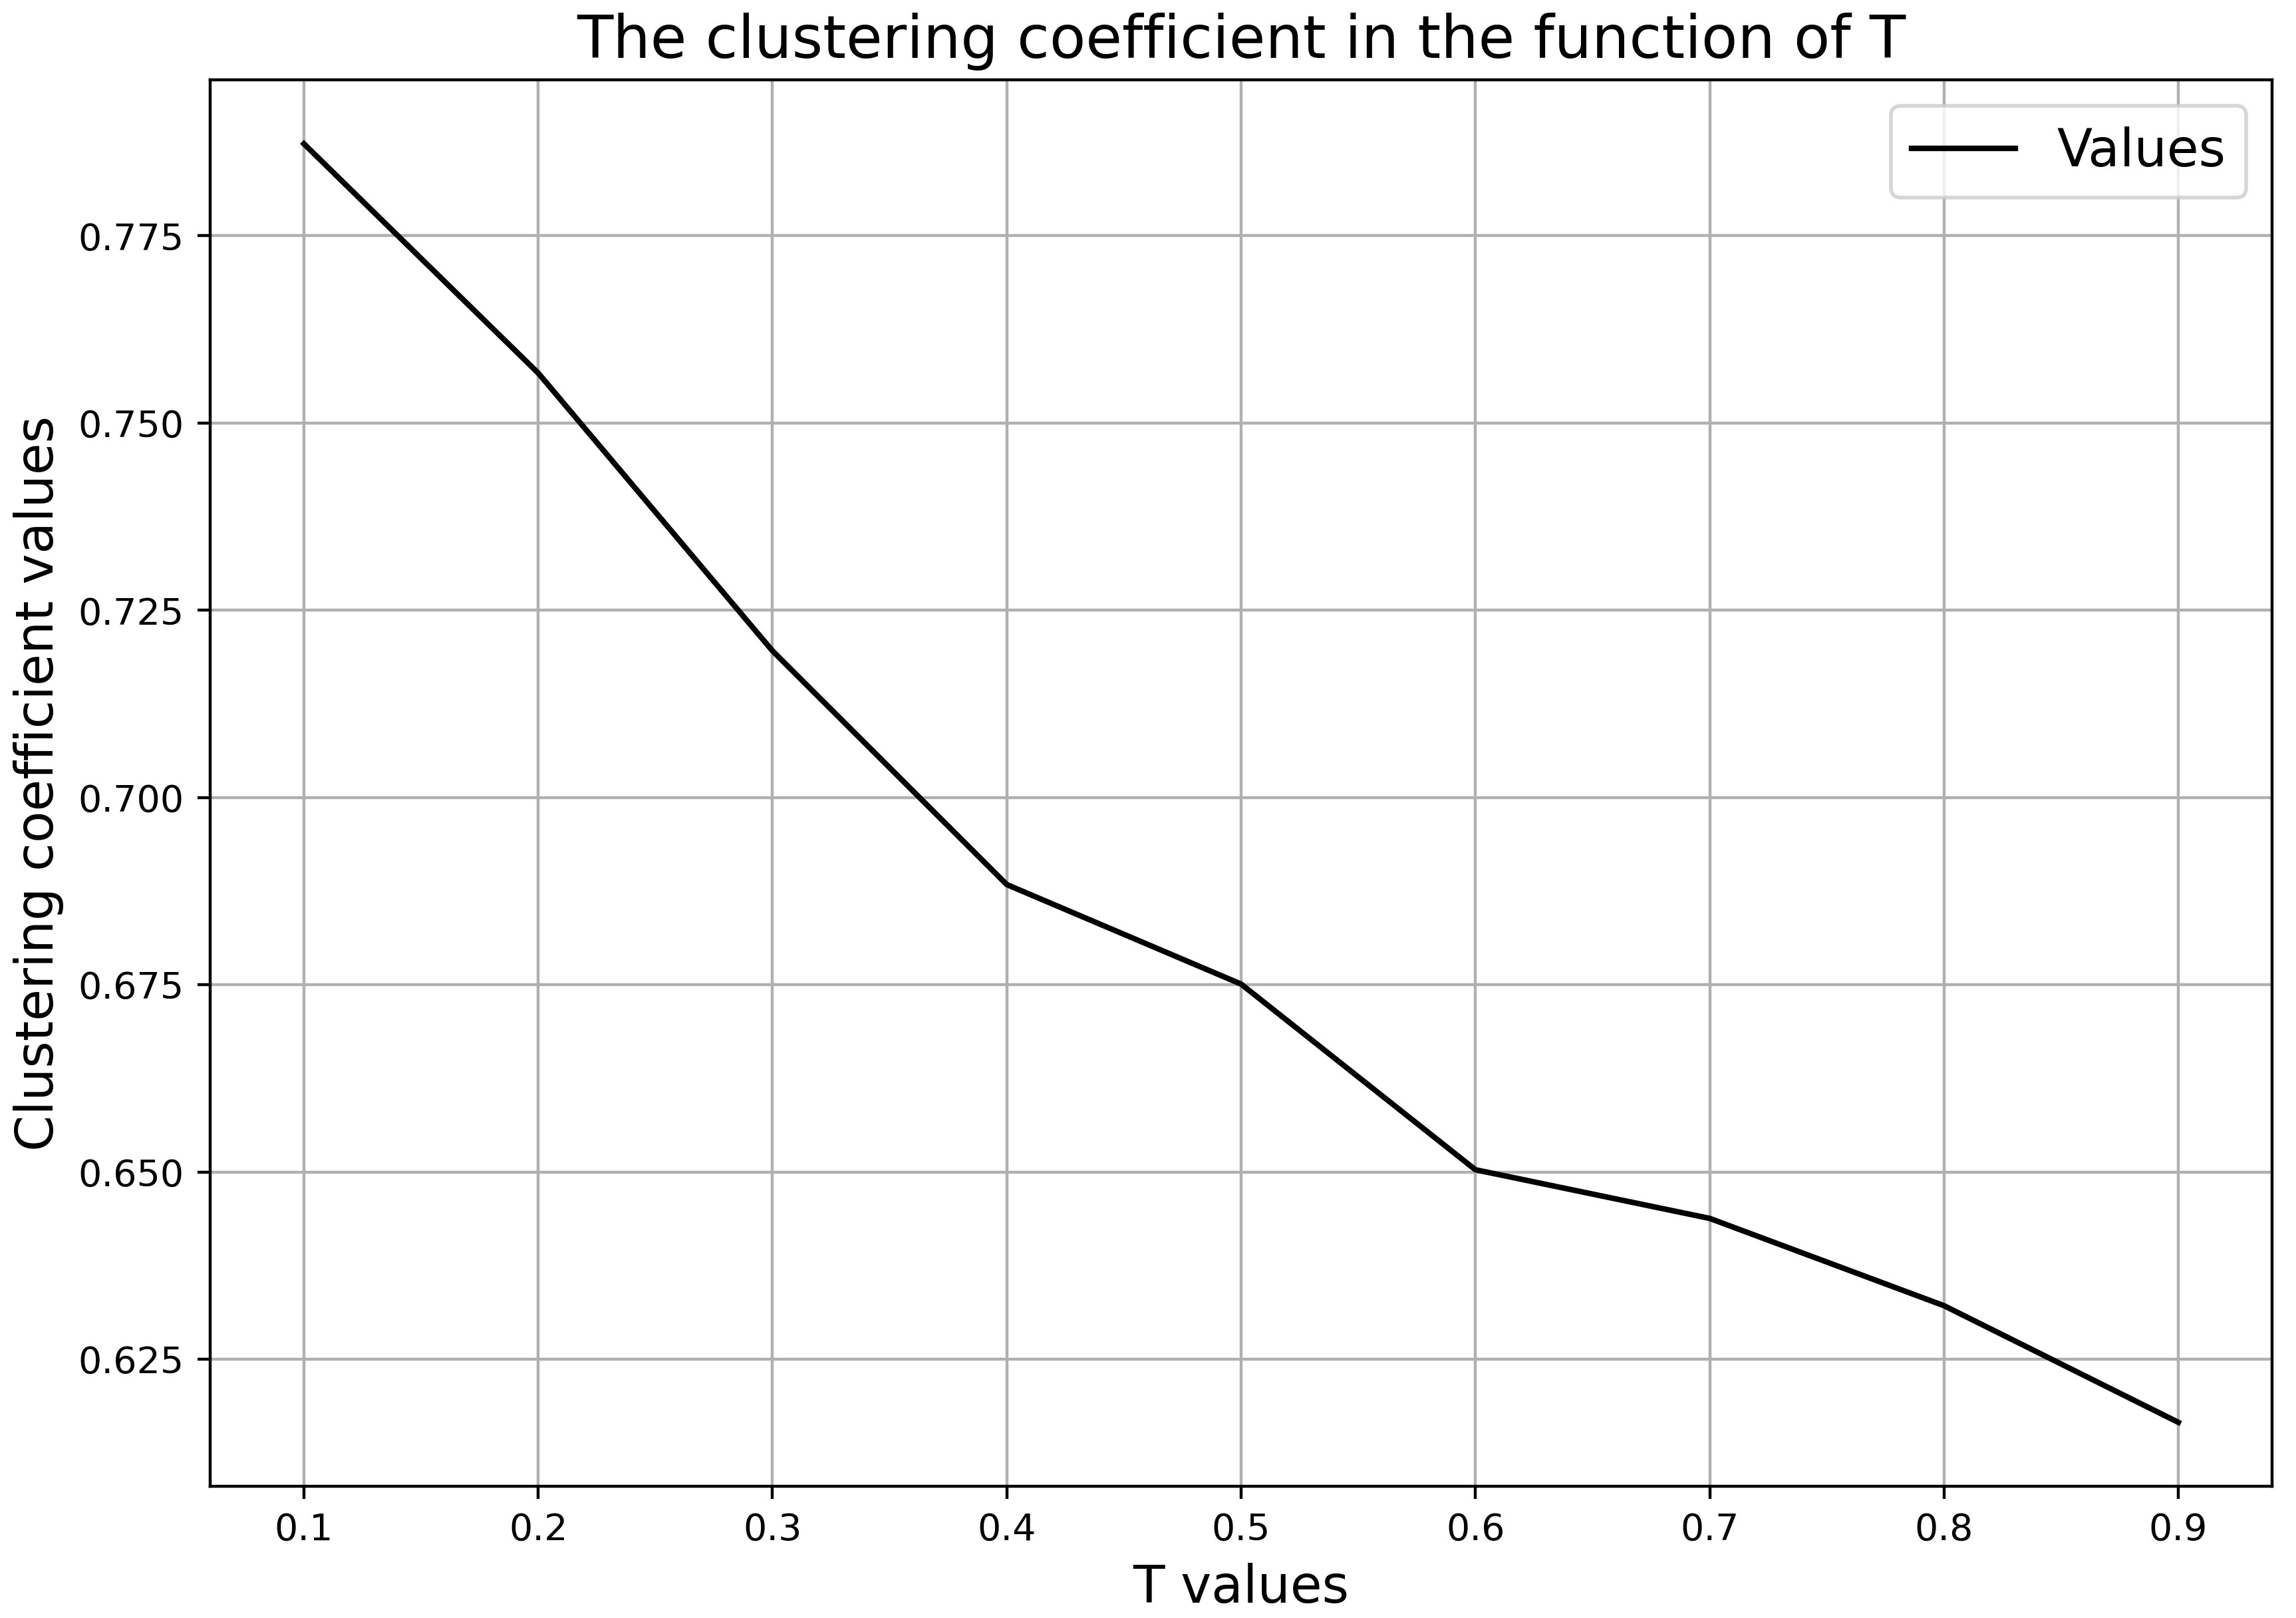 The clustering coefficient in the function of T
Values
Clustering coefficient values
0.775
0.750
0.725
0.700
0.675
0.650
0.625
0.1 0.2 0.3 0.4 0.5 0.6 0.7 0.8 0.9
T values